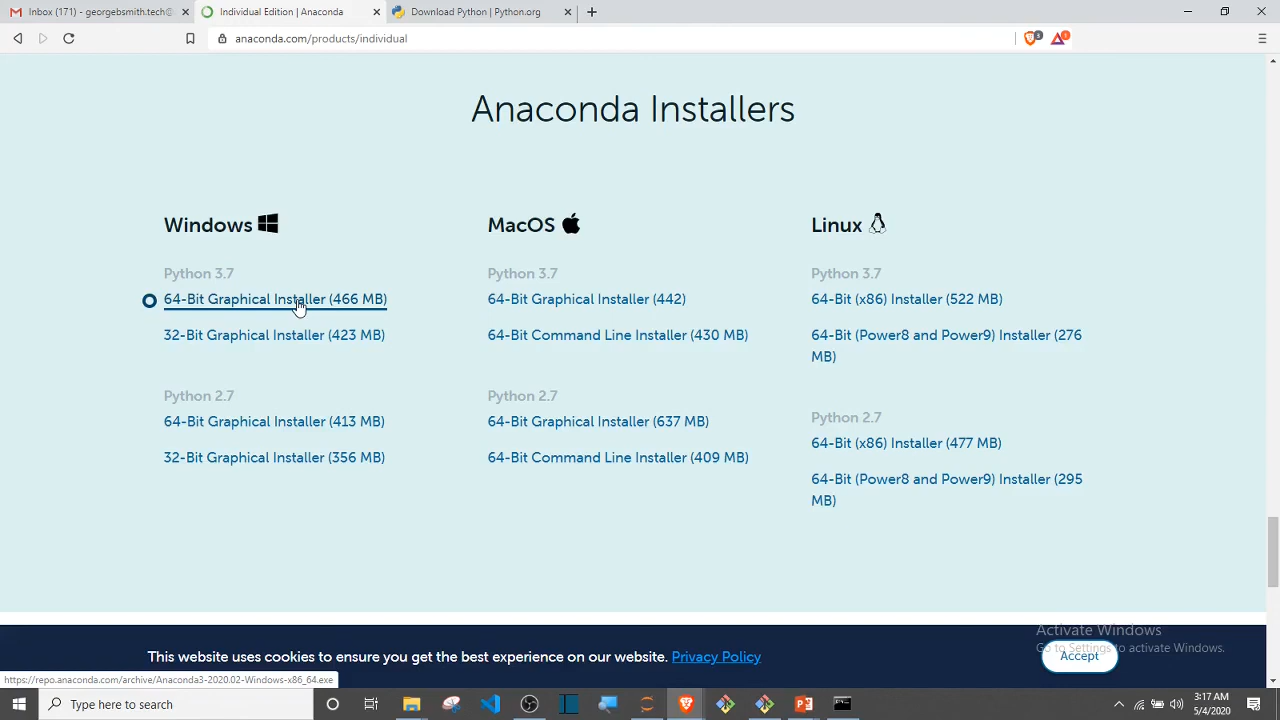 Inbox (171) - georgebsmith.tech@
Individual Edition | Anaconda
Download Python | Python.org
anaconda.com/products/individual
3
1
Anaconda Installers
Windows
Python 3.7
64-Bit Graphical Installer (466 MB)
32-Bit Graphical Installer (423 MB)
Python 2.7
64-Bit Graphical Installer (413 MB)
32-Bit Graphical Installer (356 MB)
MacOS
Python 3.7
64-Bit Graphical Installer (442)
64-Bit Command Line Installer (430 MB)
Python 2.7
64-Bit Graphical Installer (637 MB)
64-Bit Command Line Installer (409 MB)
Linux
Python 3.7
64-Bit (x86) Installer (522 MB)
64-Bit (Power8 and Power9) Installer (276
MB)
Python 2.7
64-Bit (x86) Installer (477 MB)
64-Bit (Power8 and Power9) Installer (295
MB)
This website uses cookies to ensure you get the best experience on our website. Privacy Policy
Accept
Activate Windows
Go to Settings to activate Windows.
https://repo.anaconda.com/archive/Anaconda3-2020.02-Windows-x86_64.exe
Type here to search
3:17 AM
5/4/2020